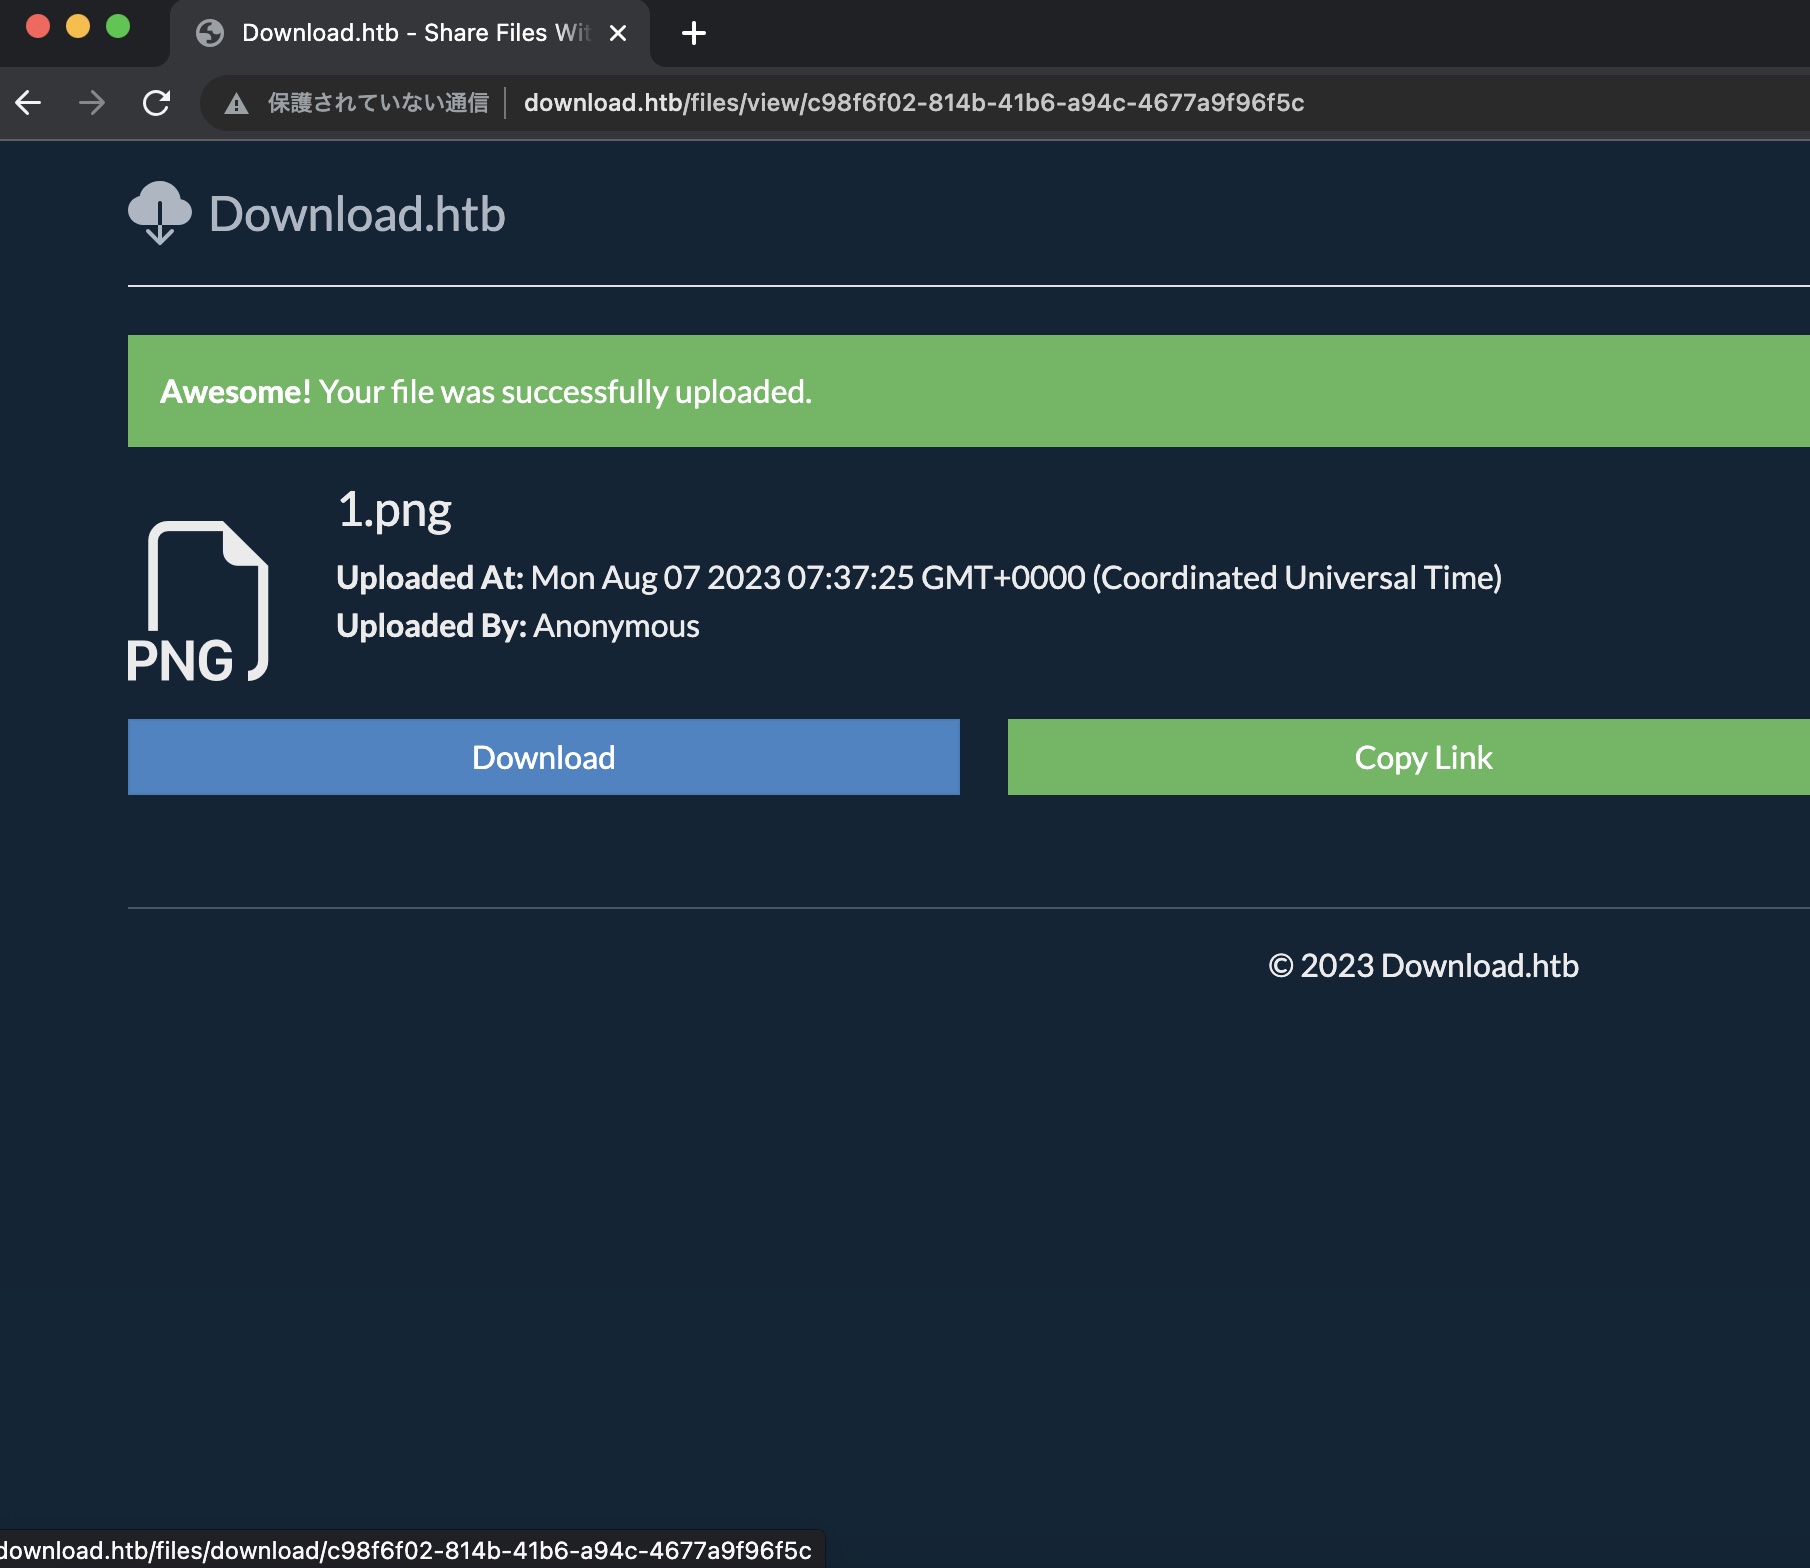 Download.htb - Share Files Wit
保護されていない通信 download.htb/files/view/c98f6f02-814b-41b6-a94c-4677a9f96f5c
Download.htb
Awesome! Your file was successfully uploaded.
1.png
Uploaded At: Mon Aug 07 2023 07:37:25 GMT+0000 (Coordinated Universal Time)
Uploaded By: Anonymous
PNG
Download Copy Link
© 2023 Download.htb
download.htb/files/download/c98f6f02-814b-41b6-a94c-4677a9f96f5c